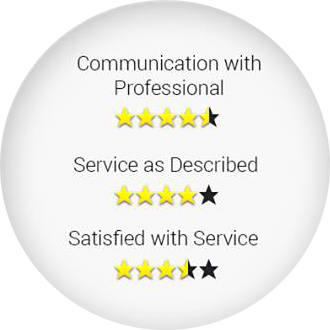 Communication with
Professional
Service as Described
Satisfied with Service